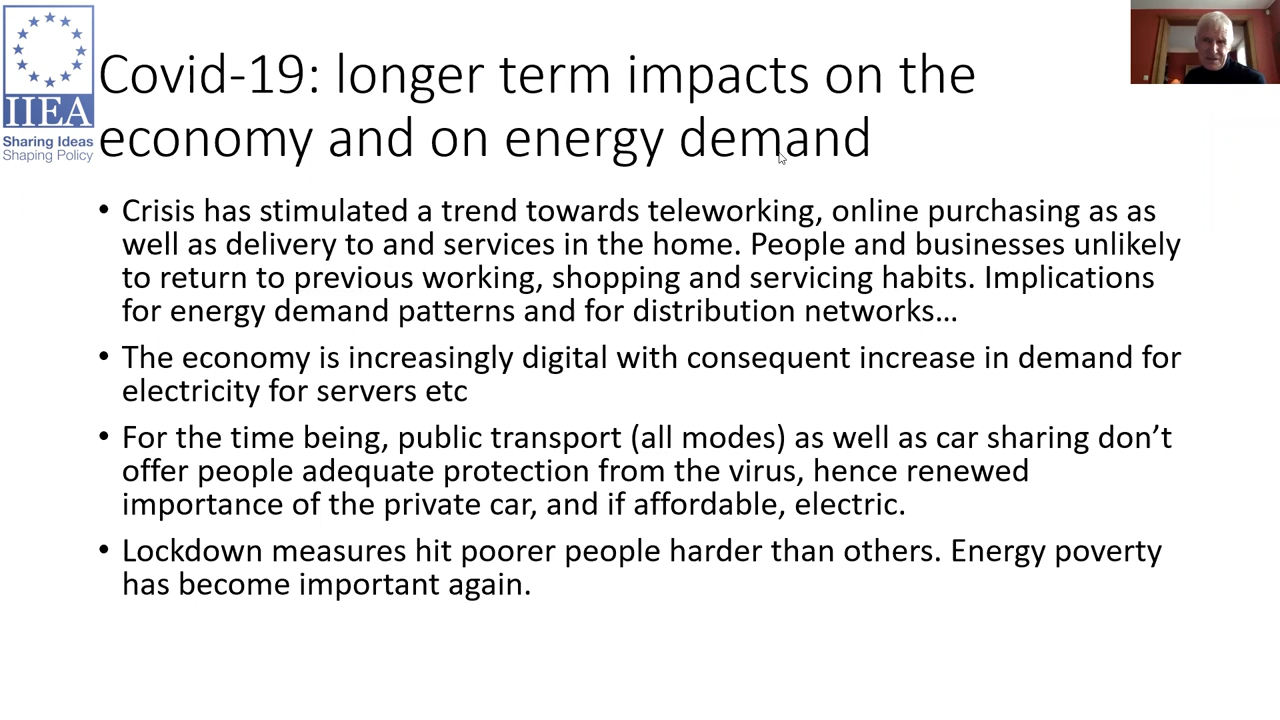 IIEA
Sharing Ideas
Shaping Policy
Covid-19: longer term impacts on the
economy and on energy demand
• Crisis has stimulated a trend towards teleworking, online purchasing as as
well as delivery to and services in the home. People and businesses unlikely
to return to previous working, shopping and servicing habits. Implications
for energy demand patterns and for distribution networks…
• The economy is increasingly digital with consequent increase in demand for
electricity for servers etc
• For the time being, public transport (all modes) as well as car sharing don’t
offer people adequate protection from the virus, hence renewed
importance of the private car, and if affordable, electric.
• Lockdown measures hit poorer people harder than others. Energy poverty
has become important again.